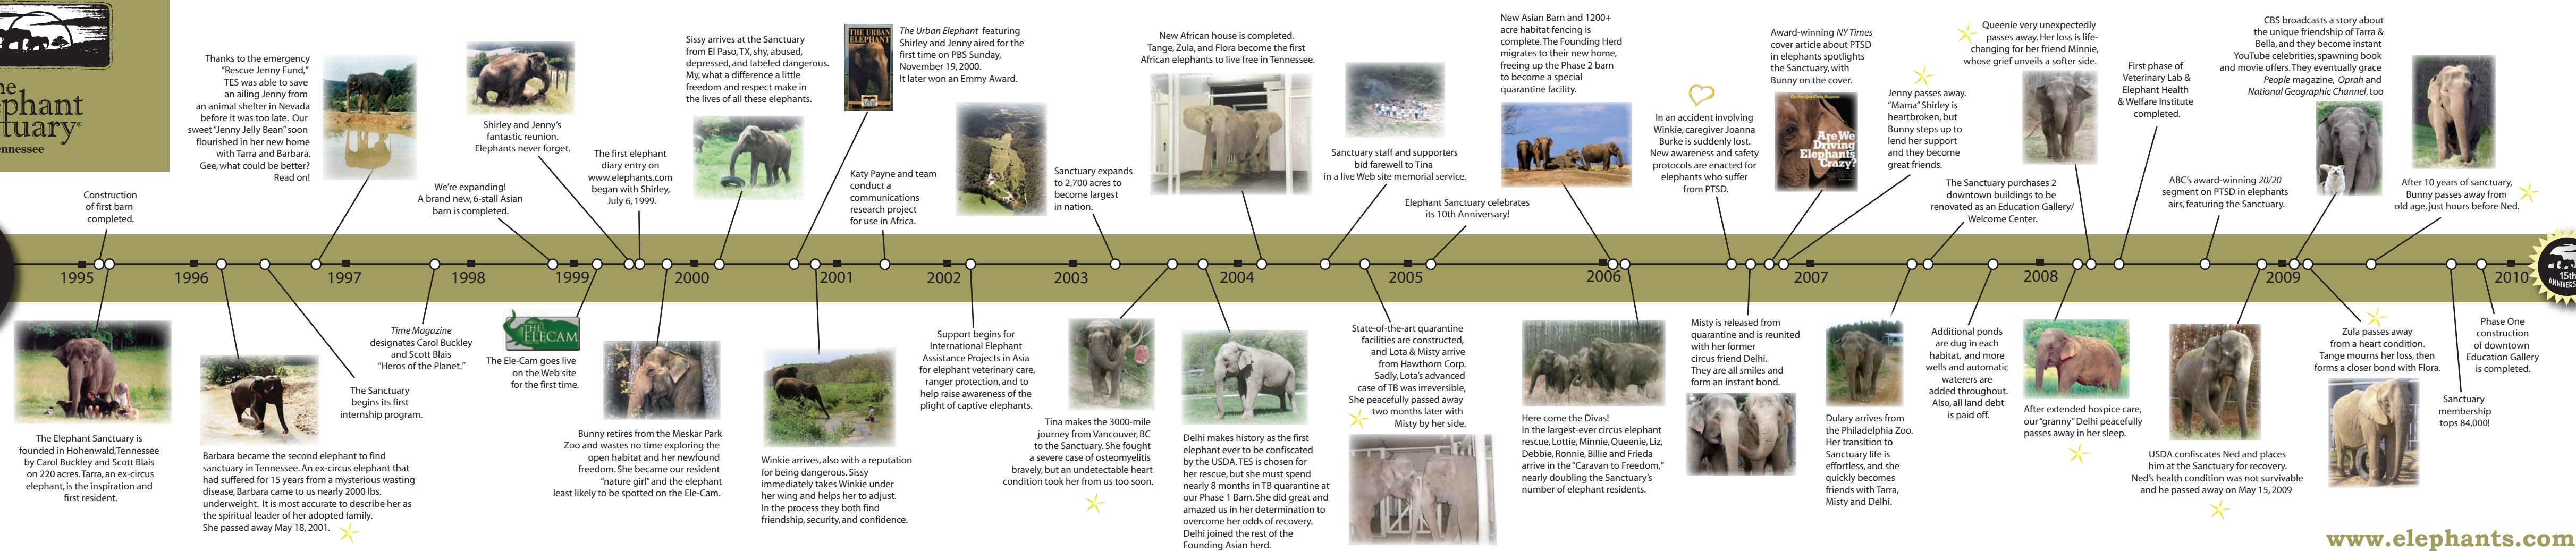 he
phant
tuary®
ennessee
Construction
of first barn
completed.
Thanks to the emergency
“Rescue Jenny Fund,”
TES was able to save
an ailing Jenny from
an animal shelter in Nevada
before it was too late. Our
sweet “Jenny Jelly Bean” soon
flourished in her new home
with Tarra and Barbara.
Gee, what could be better?
Read on!
We’re expanding!
A brand new, 6-stall Asian
barn is completed.
Shirley and Jenny’s
fantastic reunion.
Elephants never forget.
The first elephant
diary entry on
www.elephants.com
began with Shirley,
July 6, 1999.
Sissy arrives at the Sanctuary
from El Paso, TX, shy, abused,
depressed, and labeled dangerous.
My, what a difference a little
freedom and respect make in
the lives of all these elephants.
THE URBAN
ELEPHANT
The Urban Elephant featuring
Shirley and Jenny aired for the
first time on PBS Sunday,
November 19, 2000.
It later won an Emmy Award.
Katy Payne and team
conduct a
communications
research project
for use in Africa.
Sanctuary expands
to 2,700 acres to
become largest
in nation.
New African house is completed.
Tange, Zula, and Flora become the first
African elephants to live free in Tennessee.
Sanctuary staff and supporters
bid farewell to Tina
in a live Web site memorial service.
Elephant Sanctuary celebrates
its 10th Anniversary!
New Asian Barn and 1200+
acre habitat fencing is
complete. The Founding Herd
migrates to their new home,
freeing up the Phase 2 barn
to become a special
quarantine facility.
In an accident involving
Winkie, caregiver Joanna
Burke is suddenly lost.
New awareness and safety
protocols are enacted for
elephants who suffer
from PTSD.
Award-winning NY Times
cover article about PTSD
in elephants spotlights
the Sanctuary, with
Bunny on the cover.
Are We
Driving
Elephants
Crazy?
Jenny passes away.
“Mama” Shirley is
heartbroken, but
Bunny steps up to
lend her support
and they become
great friends.
The Sanctuary purchases 2
downtown buildings to be
renovated as an Education Gallery/
Welcome Center.
Queenie very unexpectedly
passes away. Her loss is life-
changing for her friend Minnie,
whose grief unveils a softer side.
First phase of
Veterinary Lab &
Elephant Health
& Welfare Institute
completed.
ABC’s award-winning 20/20
segment on PTSD in elephants
airs, featuring the Sanctuary.
CBS broadcasts a story about
the unique friendship of Tarra &
Bella, and they become instant
YouTube celebrities, spawning book
and movie offers. They eventually grace
People magazine, Oprah and
National Geographic Channel, too
After 10 years of sanctuary,
Bunny passes away from
old age, just hours before Ned.
1995 1996 1997 1998 1999 2000 2001 2002 2003 2004 2005 2006 2007 2008 2009 2010
15th
ANNIVERS
The Elephant Sanctuary is
founded in Hohenwald,Tennessee
by Carol Buckley and Scott Blais
on 220 acres. Tarra, an ex-circus
elephant, is the inspiration and
first resident.
Barbara became the second elephant to find
sanctuary in Tennessee. An ex-circus elephant that
had suffered for 15 years from a mysterious wasting
disease, Barbara came to us nearly 2000 lbs.
underweight. It is most accurate to describe her as
the spiritual leader of her adopted family.
She passed away May 18, 2001.
The Sanctuary
begins its first
internship program.
Time Magazine
designates Carol Buckley
and Scott Blais
“Heros of the Planet.”
THE
ELECAM
The Ele-Cam goes live
on the Web site
for the first time.
Bunny retires from the Meskar Park
Zoo and wastes no time exploring the
open habitat and her newfound
freedom. She became our resident
“nature girl” and the elephant
least likely to be spotted on the Ele-Cam.
Winkie arrives, also with a reputation
for being dangerous. Sissy
immediately takes Winkie under
her wing and helps her to adjust.
In the process they both find
friendship, security, and confidence.
Support begins for
International Elephant
Assistance Projects in Asia
for elephant veterinary care,
ranger protection, and to
help raise awareness of the
plight of captive elephants.
Tina makes the 3000-mile
journey from Vancouver, BC
to the Sanctuary. She fought
a severe case of osteomyelitis
bravely, but an undetectable heart
condition took her from us too soon.
Delhi makes history as the first
elephant ever to be confiscated
by the USDA. TES is chosen for
her rescue, but she must spend
nearly 8 months in TB quarantine at
our Phase 1 Barn. She did great and
amazed us in her determination to
overcome her odds of recovery.
Delhi joined the rest of the
Founding Asian herd.
State-of-the-art quarantine
facilities are constructed,
and Lota & Misty arrive
from Hawthorn Corp.
Sadly, Lota’s advanced
case of TB was irreversible,
She peacefully passed away
two months later with
Misty by her side.
Here come the Divas!
In the largest-ever circus elephant
rescue, Lottie, Minnie, Queenie, Liz,
Debbie, Ronnie, Billie and Frieda
arrive in the “Caravan to Freedom,”
nearly doubling the Sanctuary’s
number of elephant residents.
Misty is released from
quarantine and is reunited
with her former
circus friend Delhi.
They are all smiles and
form an instant bond.
Dulary arrives from
the Philadelphia Zoo.
Her transition to
Sanctuary life is
effortless, and she
quickly becomes
friends with Tarra,
Misty and Delhi.
Additional ponds
are dug in each
habitat, and more
wells and automatic
waterers are
added throughout.
Also, all land debt
is paid off.
After extended hospice care,
our “granny” Delhi peacefully
passes away in her sleep.
USDA confiscates Ned and places
him at the Sanctuary for recovery.
Ned’s health condition was not survivable
and he passed away on May 15, 2009
Zula passes away
from a heart condition.
Tange mourns her loss, then
forms a closer bond with Flora.
Sanctuary
membership
tops 84,000!
Phase One
construction
of downtown
Education Gallery
is completed.
www.elephants.com